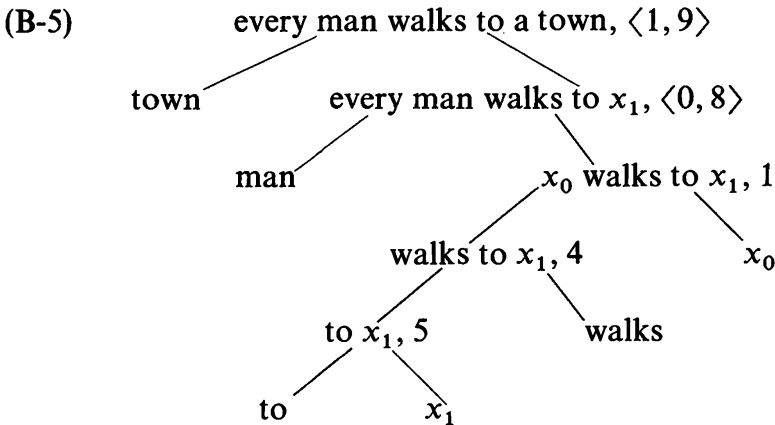 (B-5) every man walks to a town, ⟨1, 9⟩
town every man walks to x₁, ⟨0, 8⟩
man x₀ walks to x₁, 1
walks to x₁, 4 x₀
to x₁, 5 walks
to x₁